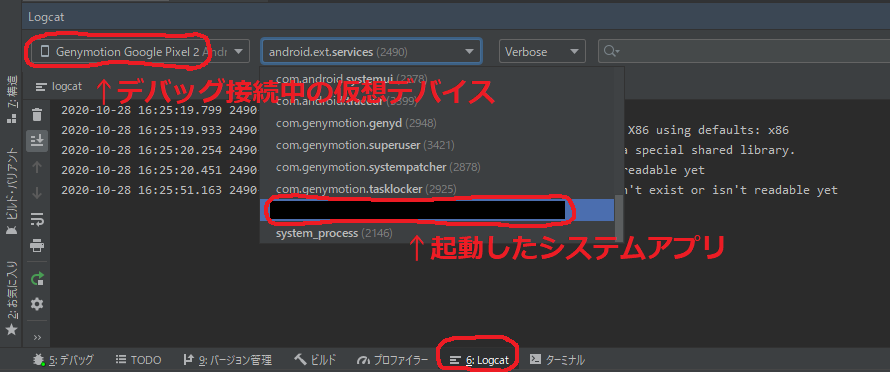 Logcat
Genymotion Google Pixel 2 Andr android.ext.services (2490) Verbose
logcat
com.android.systemui (2278)
↑デバッグ接続中の仮想デバイス
2020-10-28 16:25:19.799 2490
2020-10-28 16:25:19.933 2490 com.genymotion.genyd (2948) X86 using defaults: x86
com.genymotion.superuser (3421)
2020-10-28 16:25:20.254 2490 a special shared library.
2020-10-28 16:25:20.451 2490 com.genymotion.systempatcher (2878) readable yet
2020-10-28 16:25:51.163 2490 com.genymotion.tasklocker (2925) n't exist or isn't readable yet
system_process (2146)
↑起動したシステムアプリ
7: 構造
ビルド・バリアント
2: お気に入り
5: デバッグ TODO 9: バージョン管理 ビルド プロファイラー 6: Logcat ターミナル